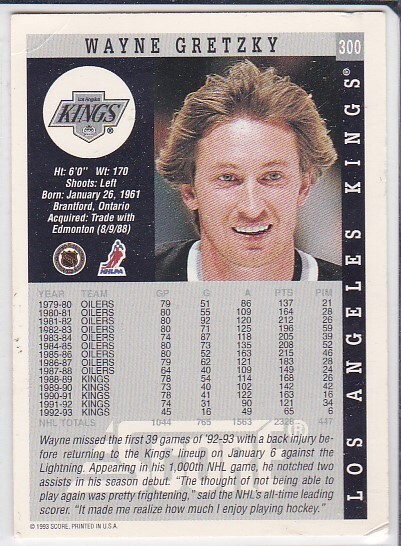 WAYNE GRETZKY
300
Los Angeles
KINGS
®
LOS ANGELES KINGS®
Ht: 6'0" Wt: 170
Shoots: Left
Born: January 26, 1961
Brantford, Ontario
Acquired: Trade with
Edmonton (8/9/88)
NHLPA
YEAR TEAM GP G A PTS PIM
1979-80 OILERS 79 51 86 137 21
1980-81 OILERS 80 55 109 164 28
1981-82 OILERS 80 92 120 212 26
1982-83 OILERS 80 71 125 196 59
1983-84 OILERS 74 87 118 205 39
1984-85 OILERS 80 73 135 208 52
1985-86 OILERS 80 52 163 215 46
1986-87 OILERS 79 62 121 183 28
1987-88 OILERS 64 40 109 149 24
1988-89 KINGS 78 54 114 168 26
1989-90 KINGS 73 40 102 142 42
1990-91 KINGS 78 41 122 163 16
1991-92 KINGS 74 31 90 121 34
1992-93 KINGS 45 16 49 65 6
NHL TOTALS 1044 765 1563 2328 447
Wayne missed the first 39 games of '92-93 with a back injury be-
fore returning to the Kings' lineup on January 6 against the
Lightning. Appearing in his 1,000th NHL game, he notched two
assists in his season debut. "The thought of not being able to
play again was pretty frightening," said the NHL's all-time leading
scorer. "It made me realize how much I enjoy playing hockey."
© 1993 SCORE, PRINTED IN U.S.A.